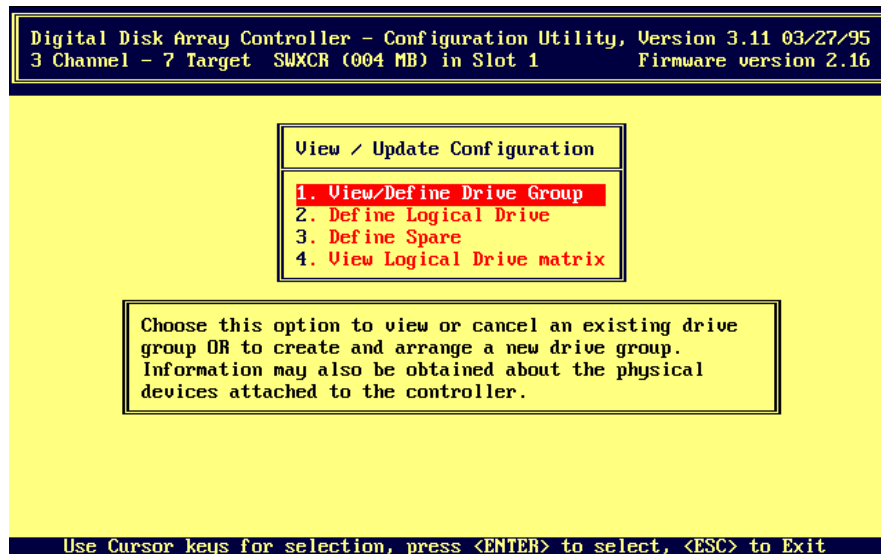 Digital Disk Array Controller - Configuration Utility, Version 3.11 03/27/95
3 Channel - 7 Target SWXCR (004 MB) in Slot 1 Firmware version 2.16
View / Update Configuration
1. View/Define Drive Group
2. Define Logical Drive
3. Define Spare
4. View Logical Drive matrix
Choose this option to view or cancel an existing drive
group OR to create and arrange a new drive group.
Information may also be obtained about the physical
devices attached to the controller.
Use Cursor keys for selection, press <ENTER> to select, <ESC> to Exit